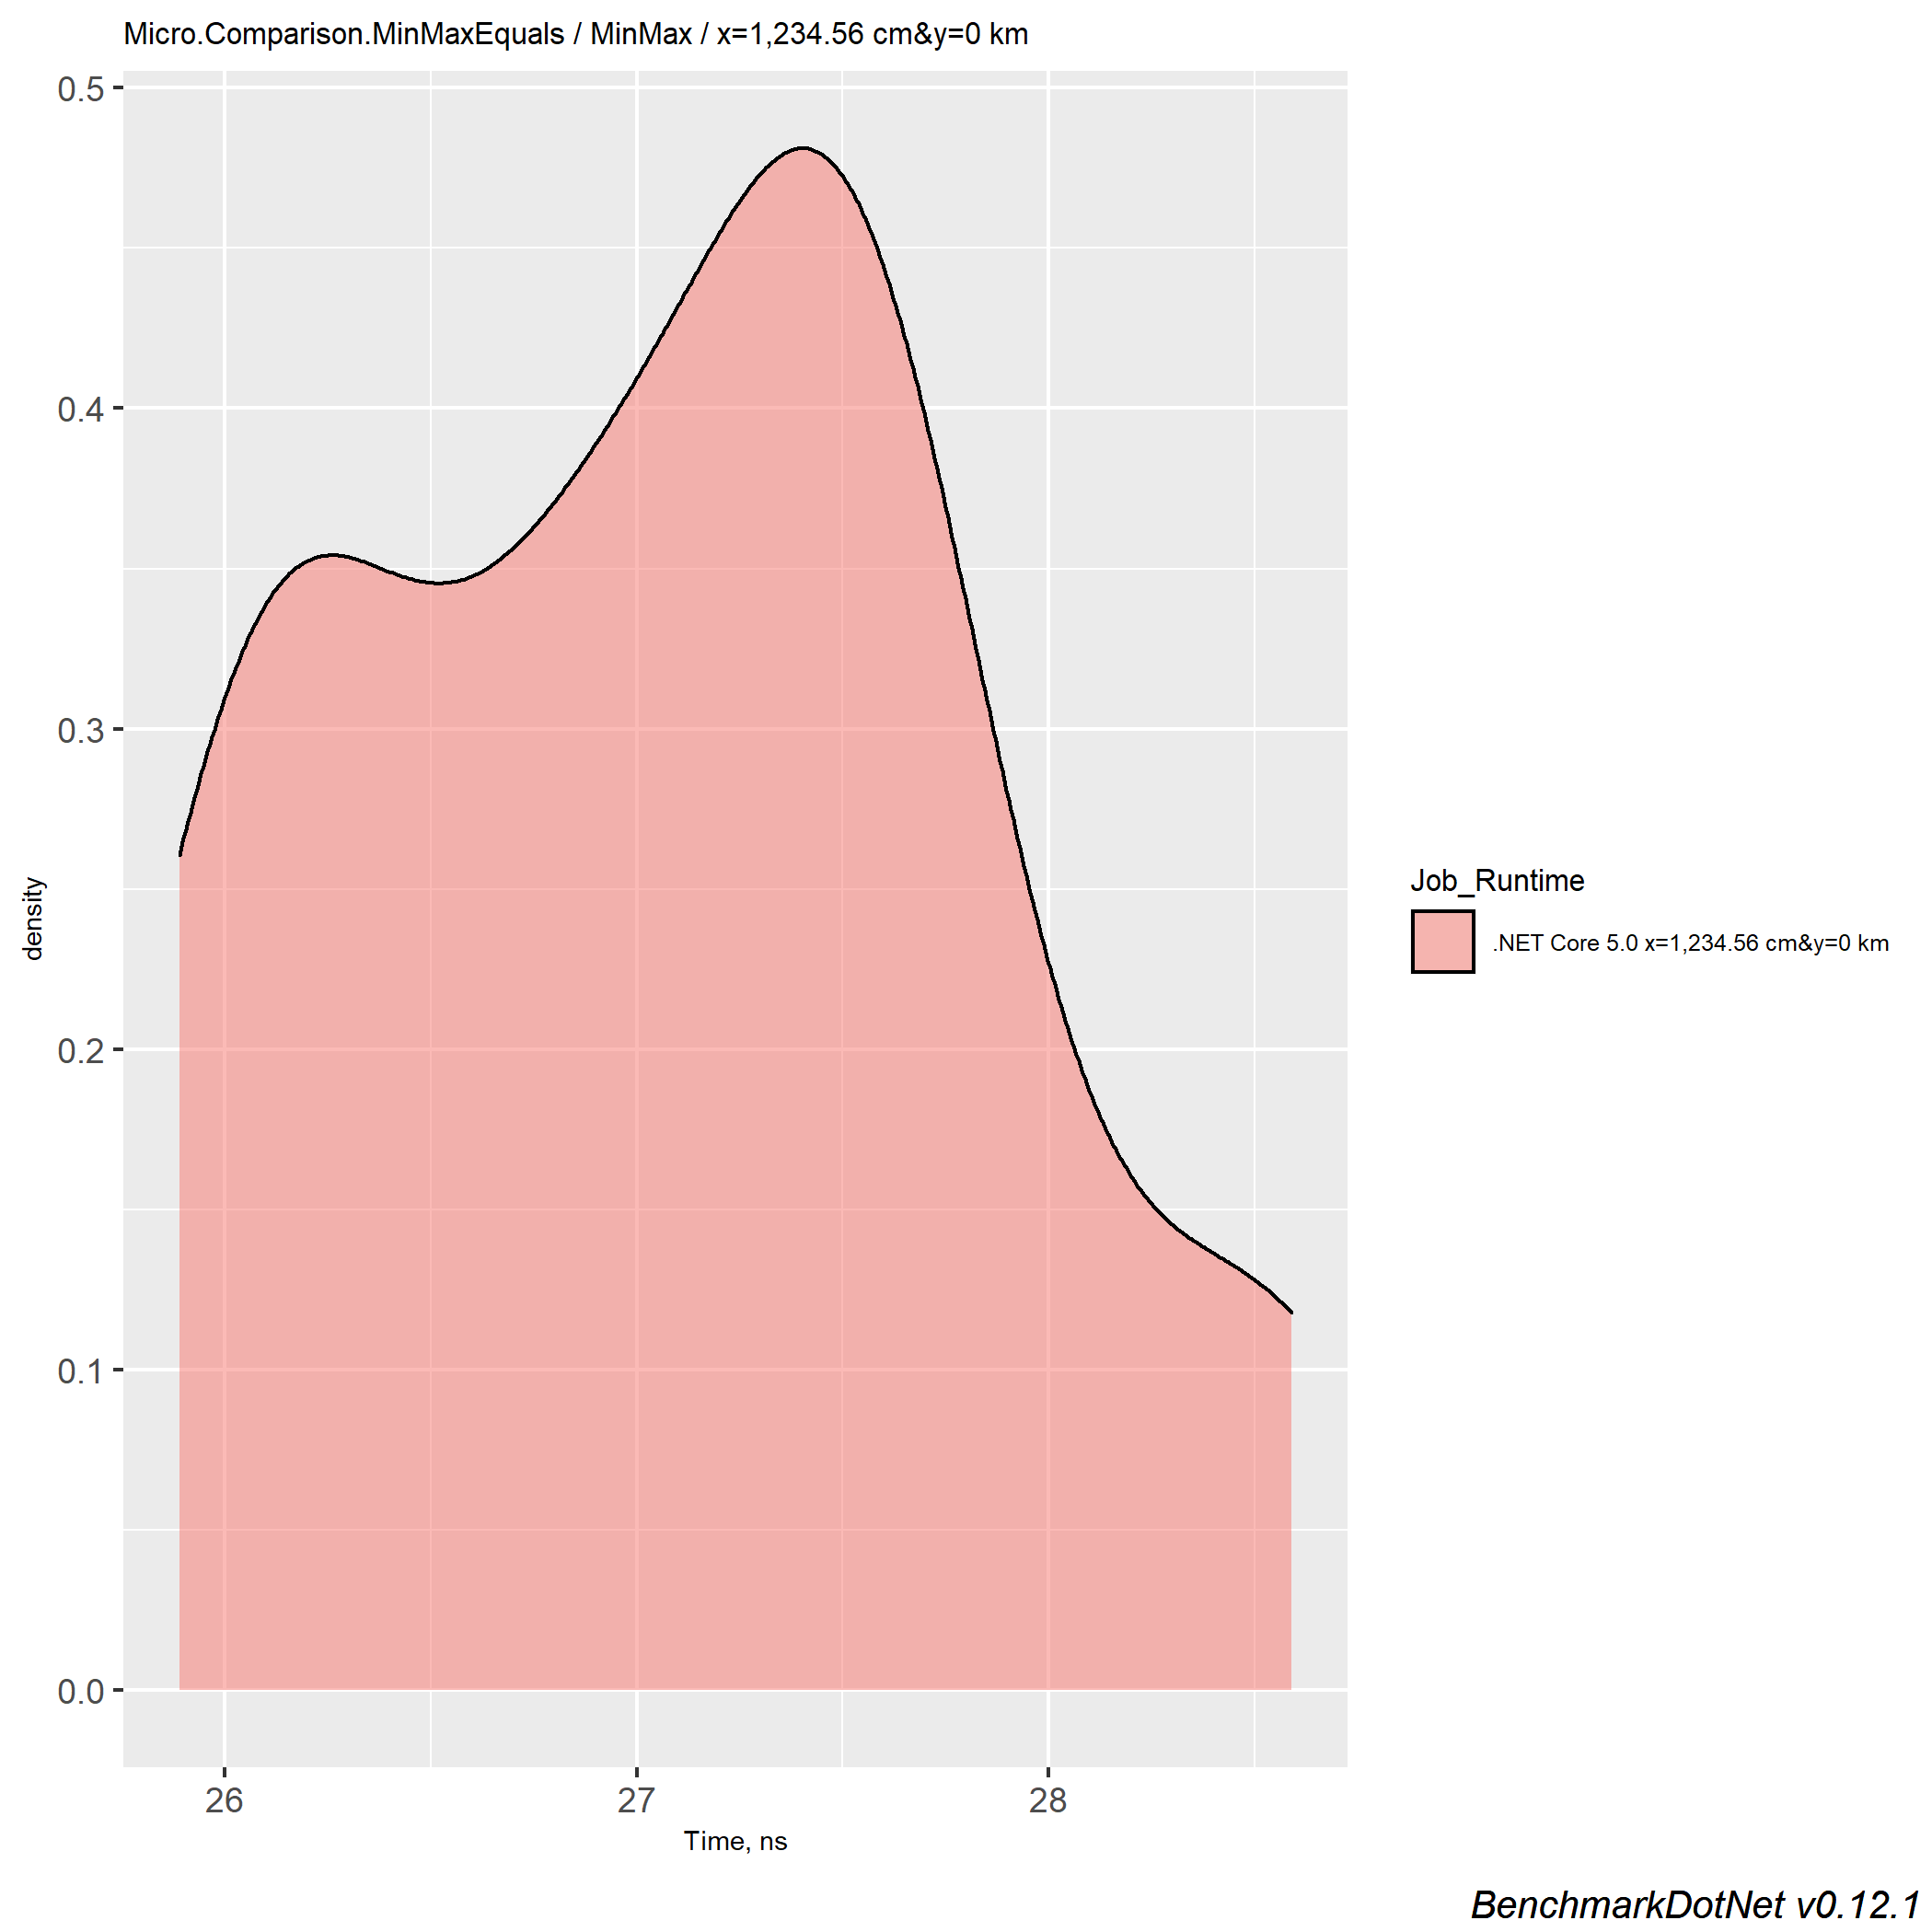 Micro.Comparison.MinMaxEquals / MinMax / x=1,234.56 cm&y=0 km
0.5
0.4
0.3
0.2
0.1
0.0
density
26 27 28
Time, ns
Job_Runtime
.NET Core 5.0 x=1,234.56 cm&y=0 km
BenchmarkDotNet v0.12.1